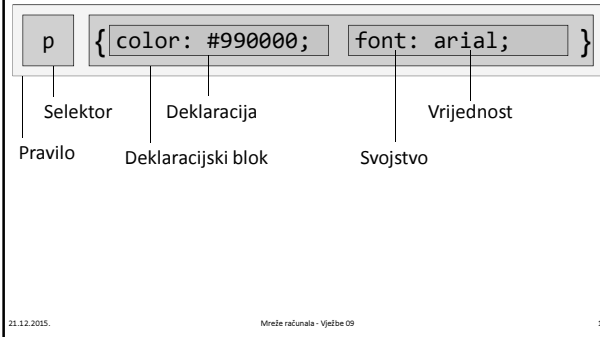 p { color: #990000; font: arial; }
Selektor Deklaracija Vrijednost
Pravilo Deklaracijski blok Svojstvo
21.12.2015. Mreže računala - Vježbe 09